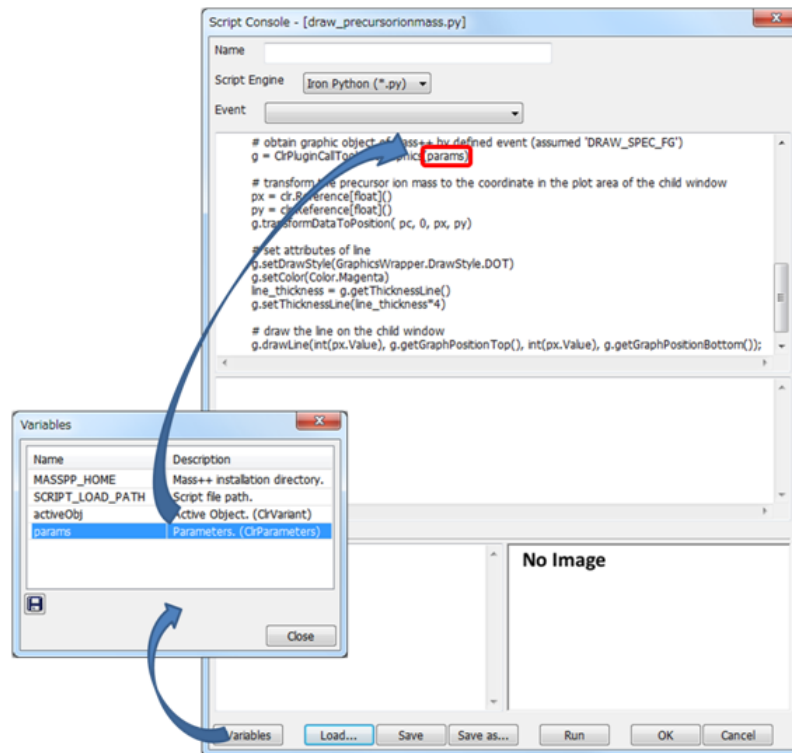 Script Console - [draw_precursorionmass.py]
Name
Script Engine
Iron Python (*.py)
Event
# obtain graphic object of Mass++ by defined event (assumed 'DRAW_SPEC_FG')
g = params)
# transform the precursor ion mass to the coordinate in the plot area of the child window
px = clr.Reference[float]()
py = clr.Reference[float]()
g.transformDataToPosition( pc, 0, px, py)
# set attributes of line
g.setDrawStyle(GraphicsWrapper.DrawStyle.DOT)
g.setColor(Color.Magenta)
line_thickness = g.getThicknessLine()
g.setThicknessLine(line_thickness*4)
# draw the line on the child window
g.drawLine(int(px.Value), g.getGraphPositionTop(), int(px.Value), g.getGraphPositionBottom());
Variables
Name Description
MASSPP_HOME Mass++ installation directory.
SCRIPT_LOAD_PATH Script file path.
activeObj Active Object. (ClrVariant)
params Parameters. (ClrParameters)
Close
No Image
Variables Load... Save Save as... Run OK Cancel